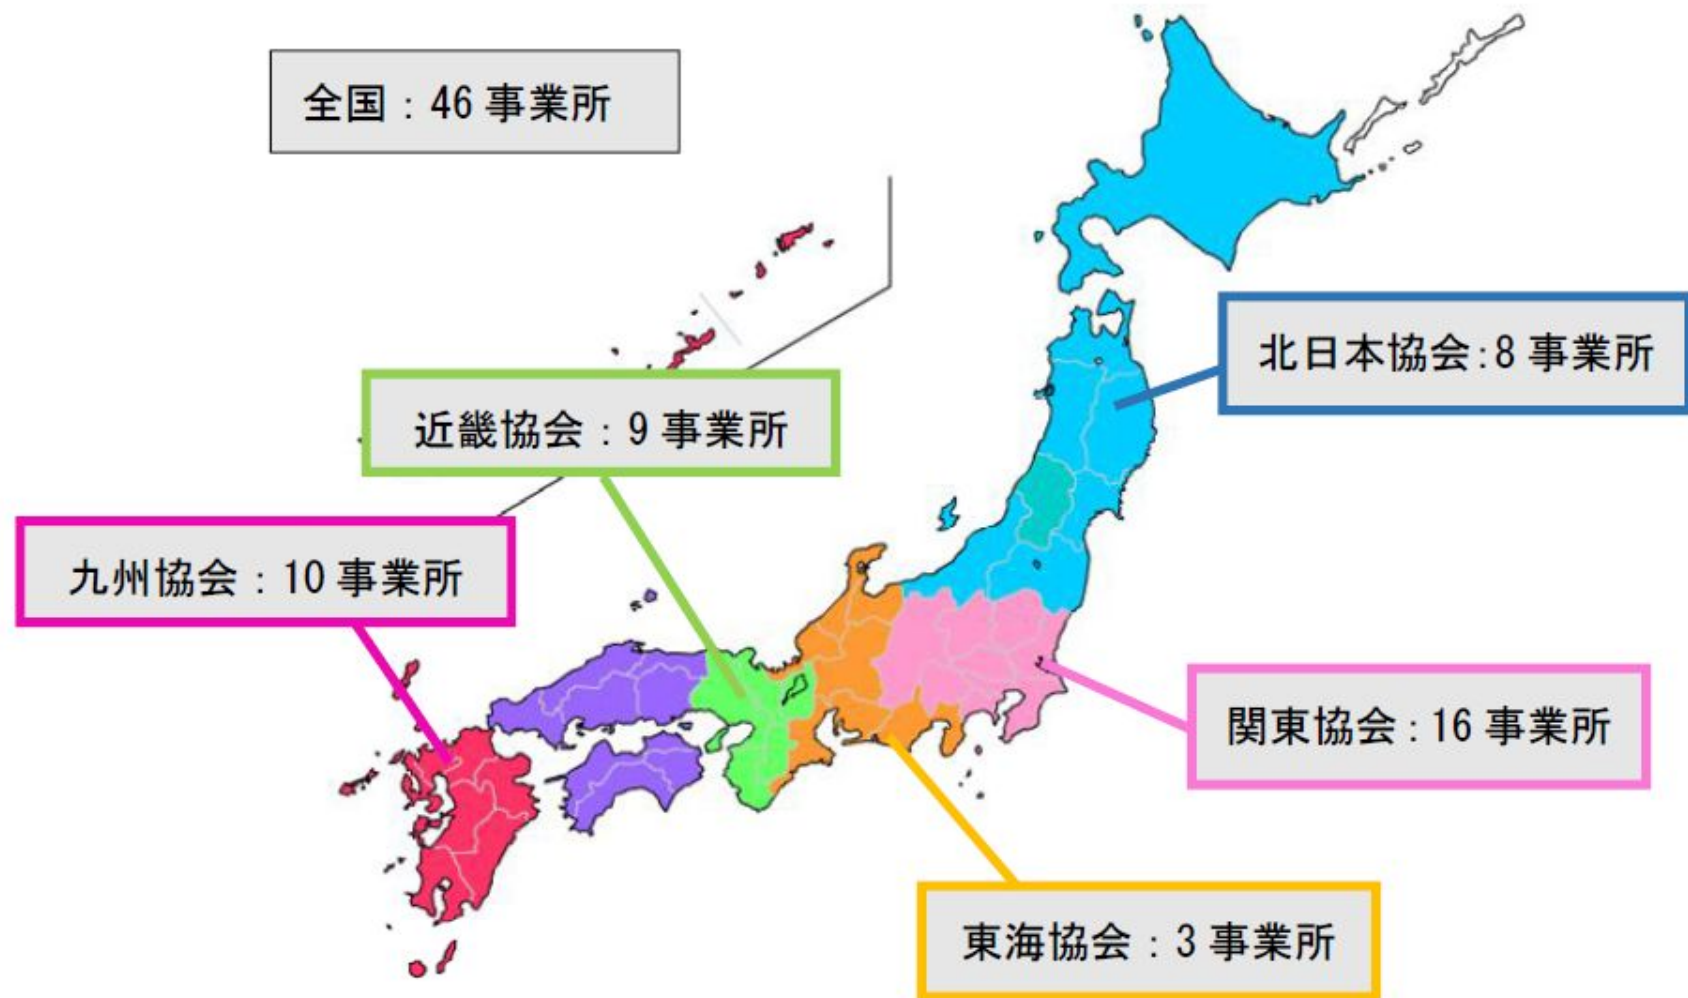 全国：46 事業所
北日本協会：8 事業所
近畿協会：9 事業所
九州協会：10 事業所
関東協会：16 事業所
東海協会：3 事業所